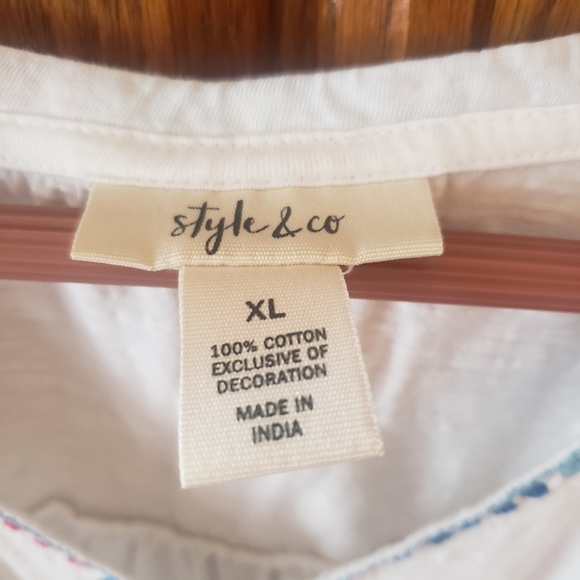 style & co
XL
100% COTTON
EXCLUSIVE OF
DECORATION
MADE IN
INDIA